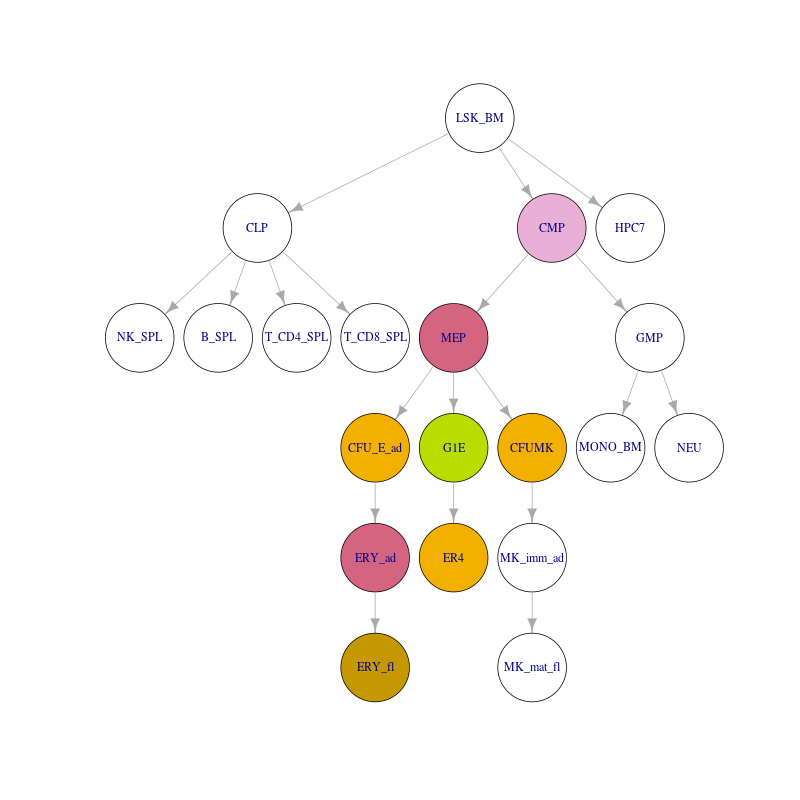 LSK_BM
CLP
CMP
HPC7
NK_SPL
B_SPL
T_CD4_SPL
T_CD8_SPL
MEP
GMP
CFU_E_ad
G1E
CFUMK
MONO_BM
NEU
ERY_ad
ER4
MK_imm_ad
ERY_fl
MK_mat_fl